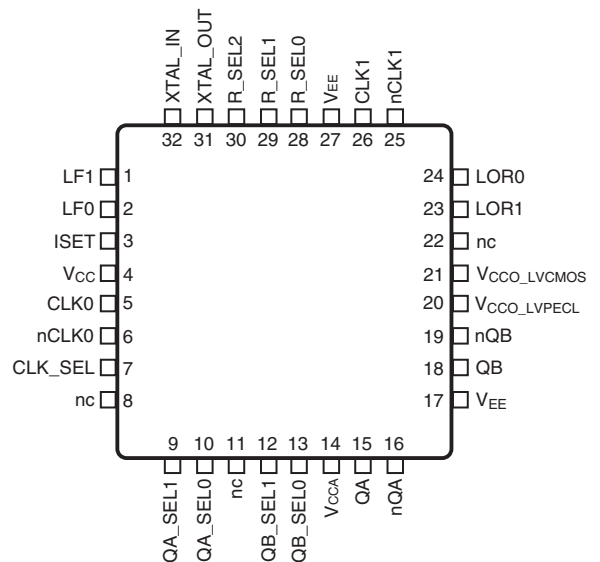 XTAL_IN
XTAL_OUT
R_SEL2
R_SEL1
R_SEL0
VEE
CLK1
nCLK1
32 31 30 29 28 27 26 25
LF1 1
LF0 2
ISET 3
VCC 4
CLK0 5
nCLK0 6
CLK_SEL 7
nc 8
24 LOR0
23 LOR1
22 nc
21 VCCO_LVCMOS
20 VCCO_LVPECL
19 nQB
18 QB
17 VEE
9 10 11 12 13 14 15 16
QA_SEL1
QA_SEL0
nc
QB_SEL1
QB_SEL0
VCCA
QA
nQA